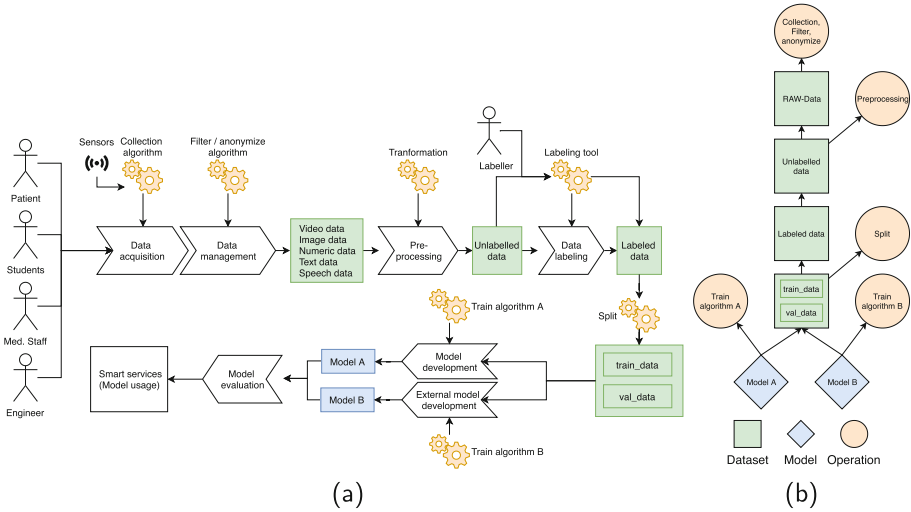 Sensors
Collection
algorithm
Filter / anonymize
algorithm
Tranformation
Labeller
Labeling tool
Patient
Students
Med. Staff
Engineer
Data
acquisition
Data
management
Video data
Image data
Numeric data
Text data
Speech data
Pre-
processing
Unlabelled
data
Data
labeling
Labeled
data
Split
Train algorithm A
Smart services
(Model usage)
Model
evaluation
Model A
Model B
Model
development
External model
development
train_data
val_data
Train algorithm B
(a)
Collection,
Filter,
anonymize
RAW-Data
Preprocessing
Unlabelled
data
Labeled data
Split
train_data
val_data
Train
algorithm A
Train
algorithm B
Model A
Model B
Dataset
Model
Operation
(b)